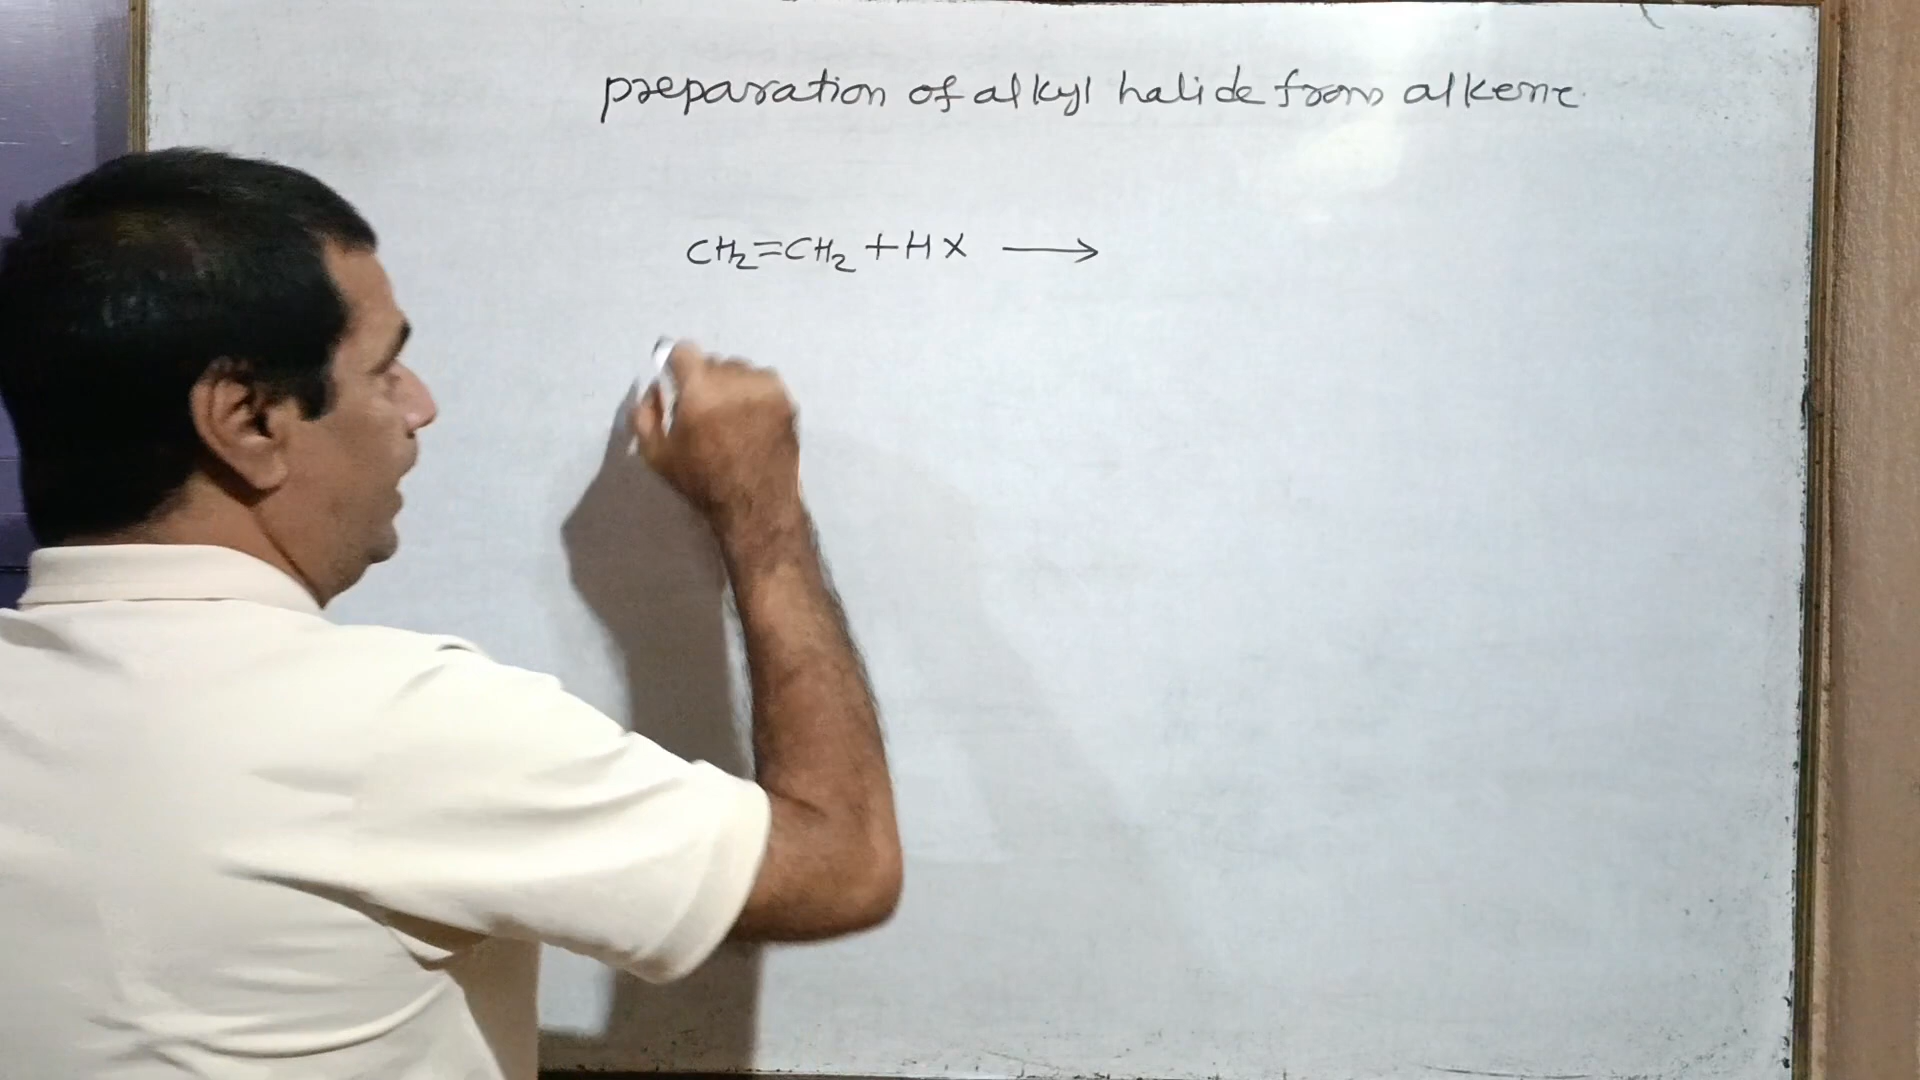 preparation of alkyl halide from alkene
CH₂=CH₂ + HX ⟶